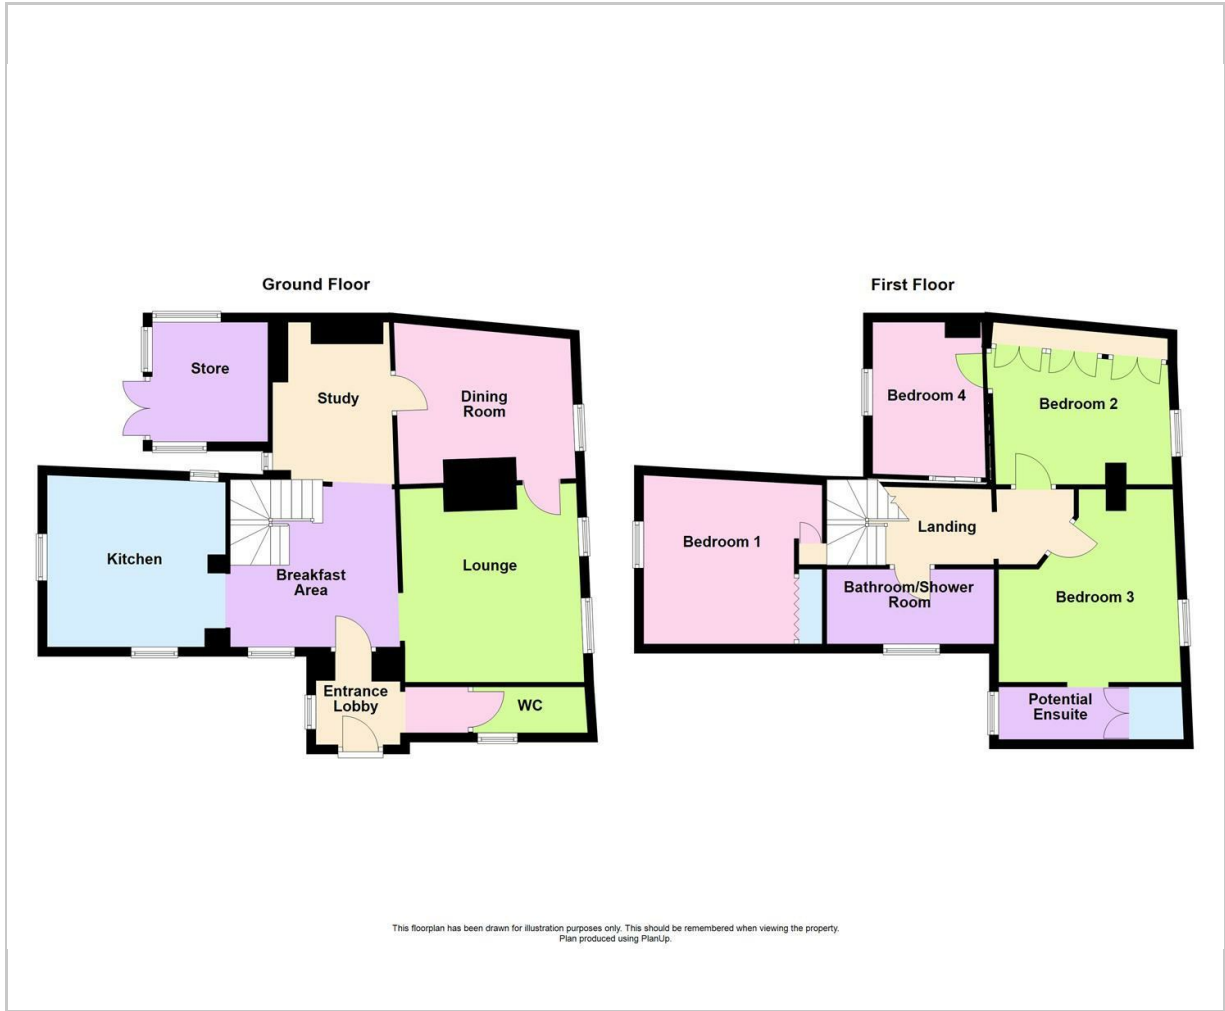 Ground Floor
Store
Study
Dining
Room
Kitchen
Breakfast
Area
Lounge
Entrance
Lobby
WC
First Floor
Bedroom 4
Bedroom 2
Bedroom 1
Landing
Bathroom/Shower
Room
Bedroom 3
Potential
Ensuite
This floorplan has been drawn for illustration purposes only. This should be remembered when viewing the property.
Plan produced using PlanUp.